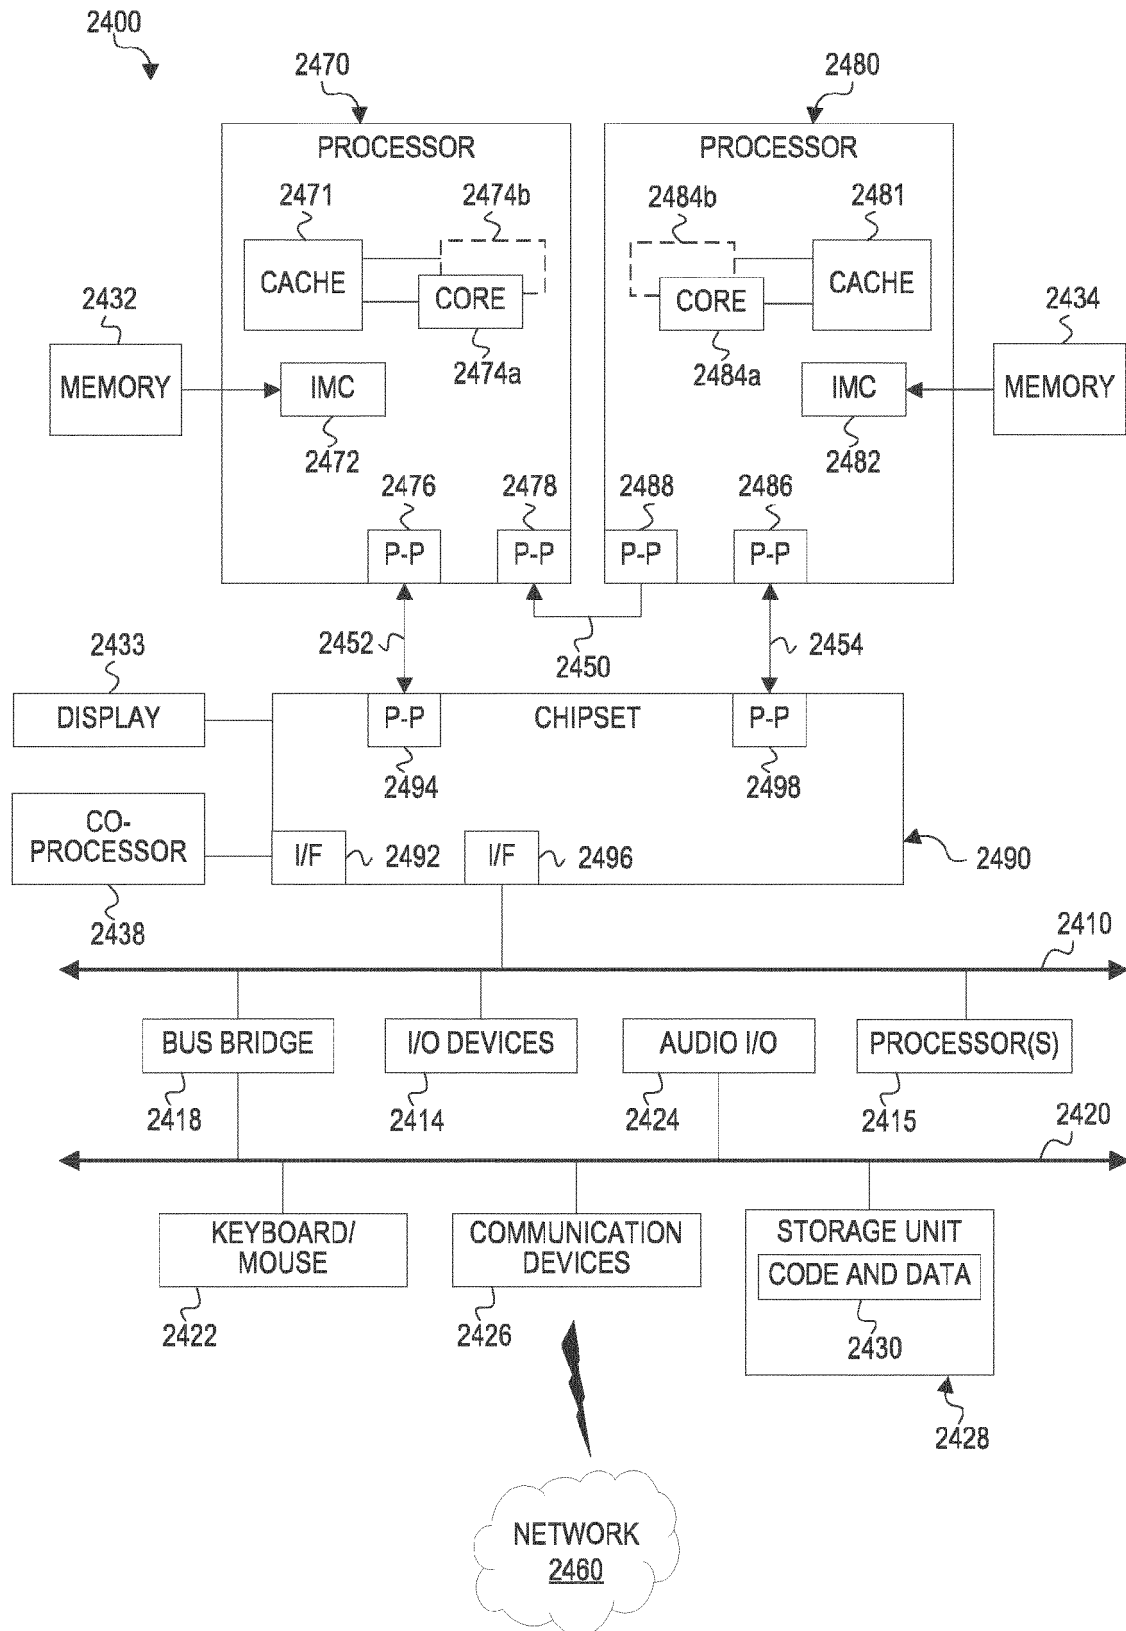 2400
2470
2480
PROCESSOR
PROCESSOR
2471
2474b
2484b
2481
CACHE
CORE
CORE
CACHE
2432
2434
2474a
2484a
MEMORY
IMC
IMC
MEMORY
2472
2482
2476
2478
2488
2486
P-P
P-P
P-P
P-P
2452
2450
2454
2433
DISPLAY
P-P
CHIPSET
P-P
2494
2498
CO-
PROCESSOR
I/F
2492
I/F
2496
2490
2438
2410
BUS BRIDGE
I/O DEVICES
AUDIO I/O
PROCESSOR(S)
2418
2414
2424
2415
2420
KEYBOARD/
MOUSE
COMMUNICATION
DEVICES
STORAGE UNIT
CODE AND DATA
2422
2426
2430
2428
NETWORK
2460